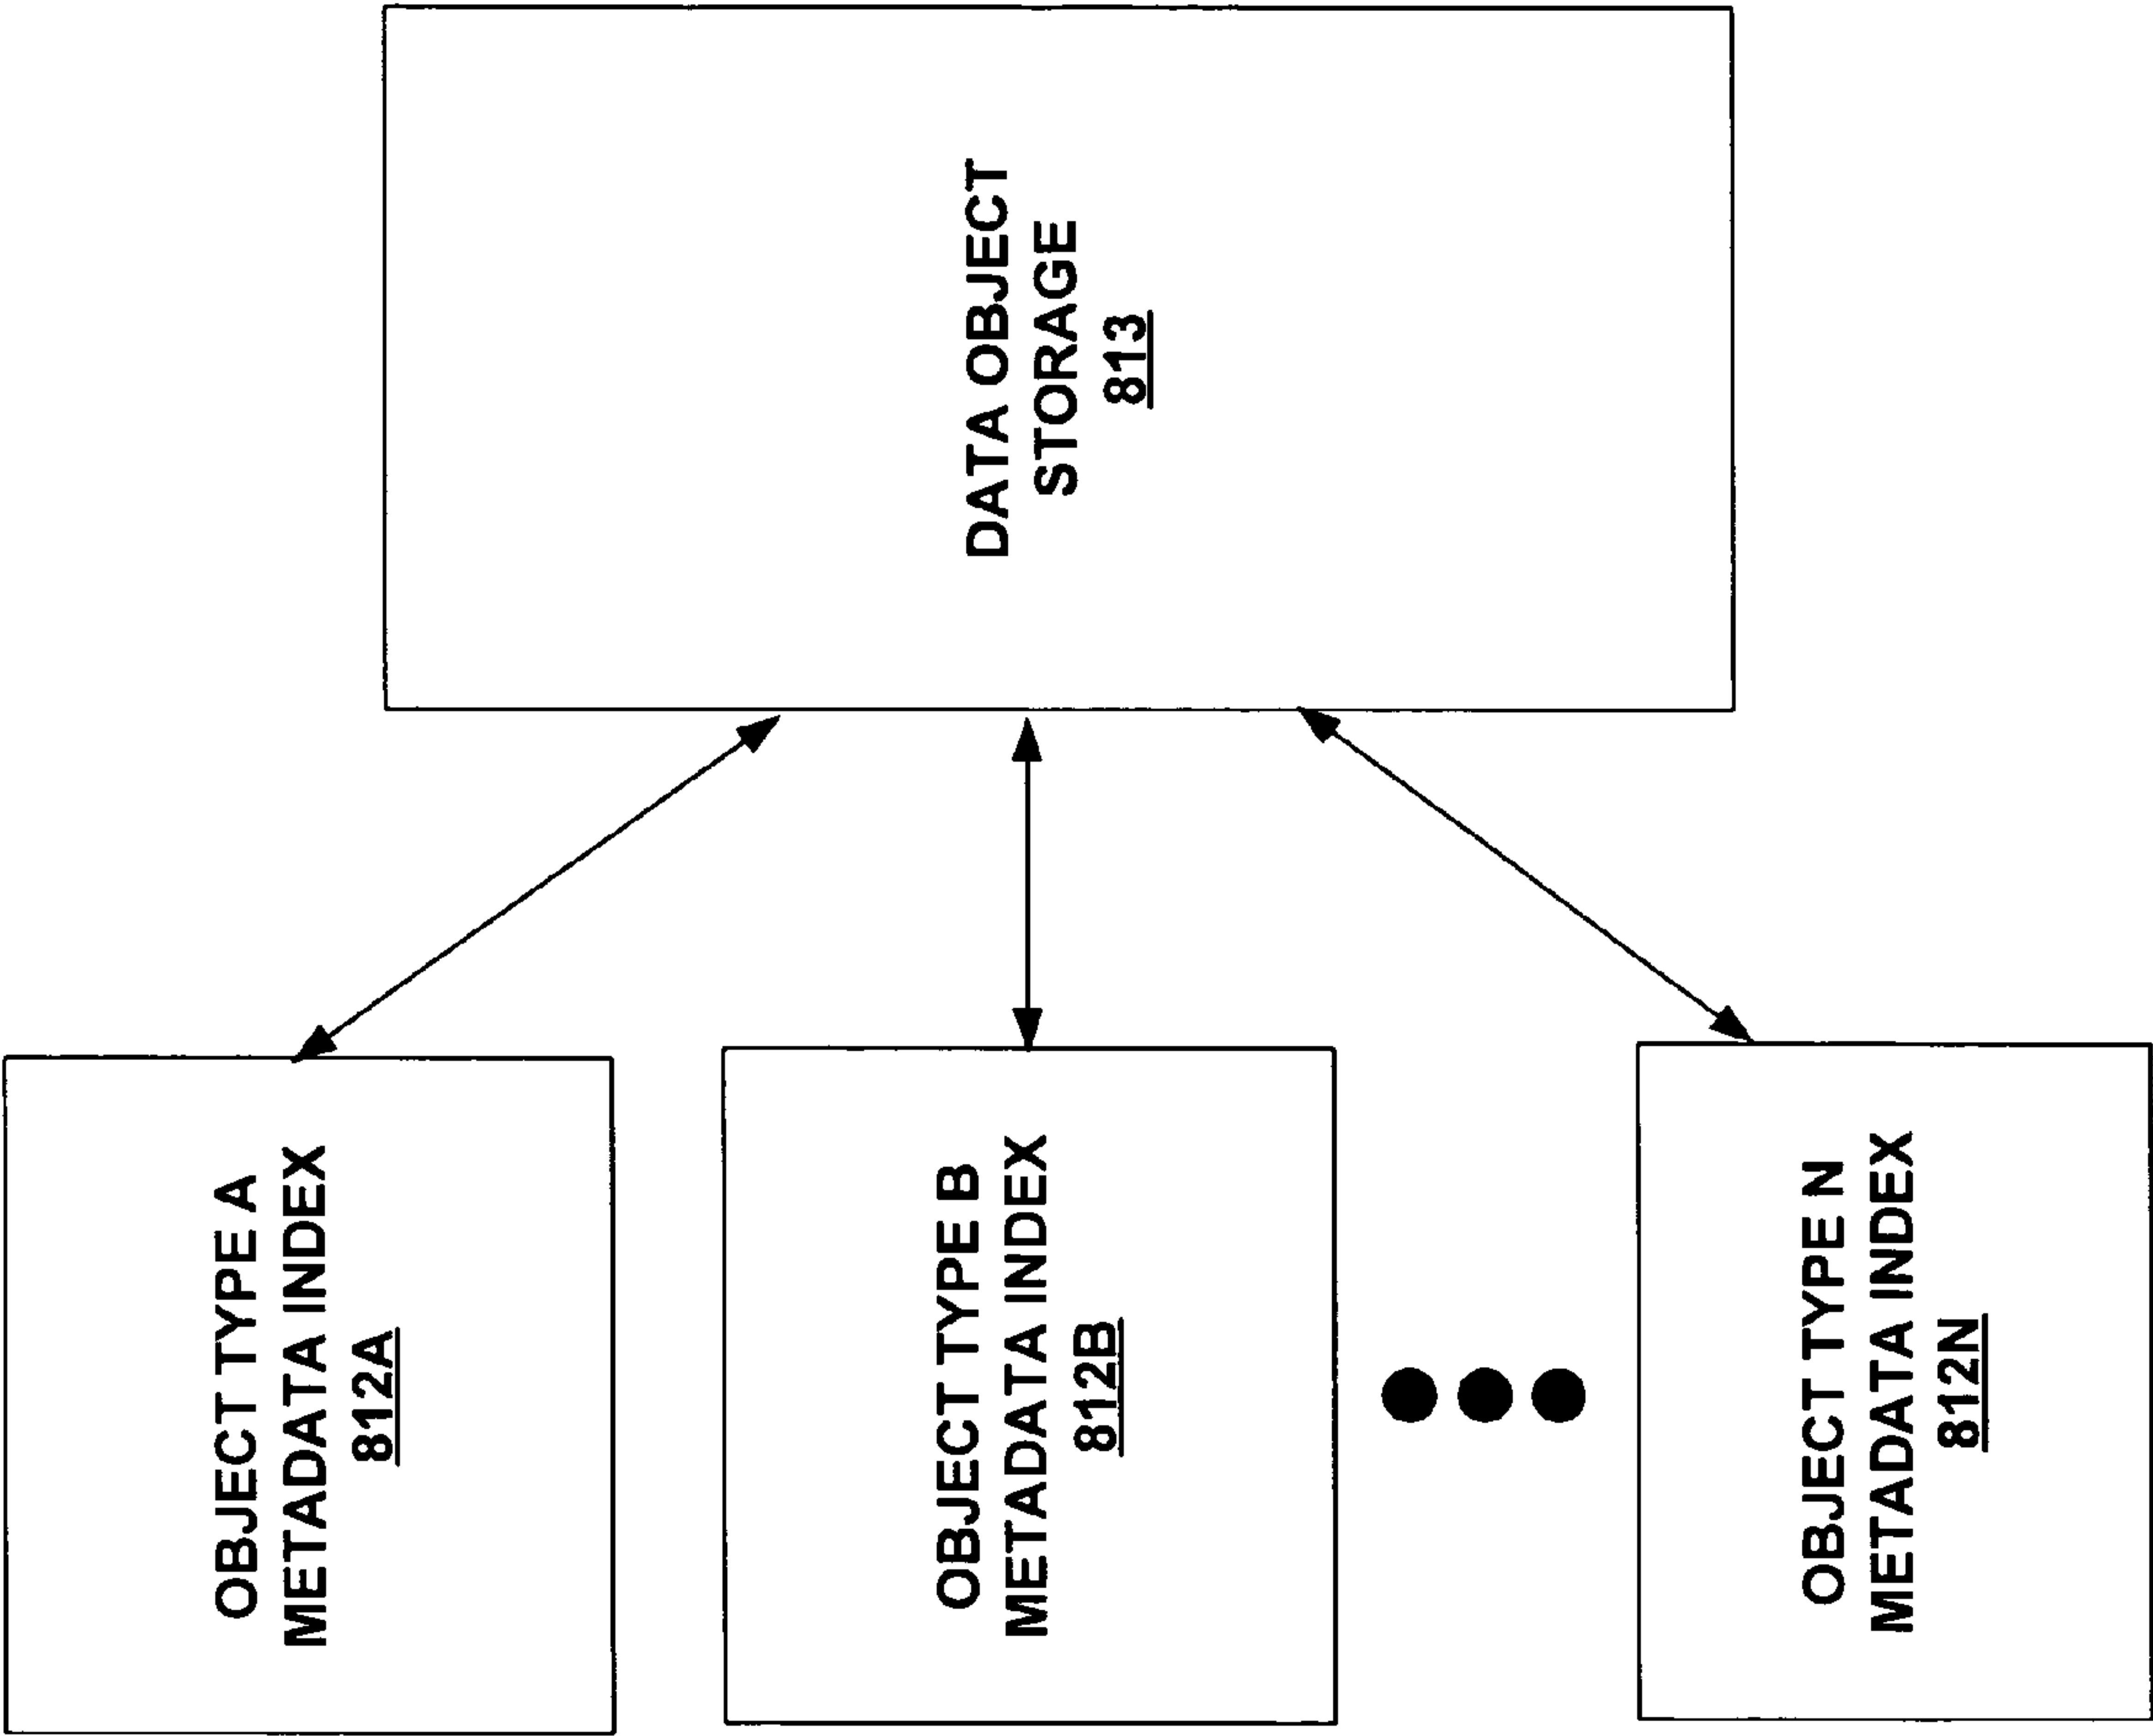 OBJECT TYPE A
METADATA INDEX
812A
OBJECT TYPE B
METADATA INDEX
812B
OBJECT TYPE N
METADATA INDEX
812N
DATA OBJECT
STORAGE
813